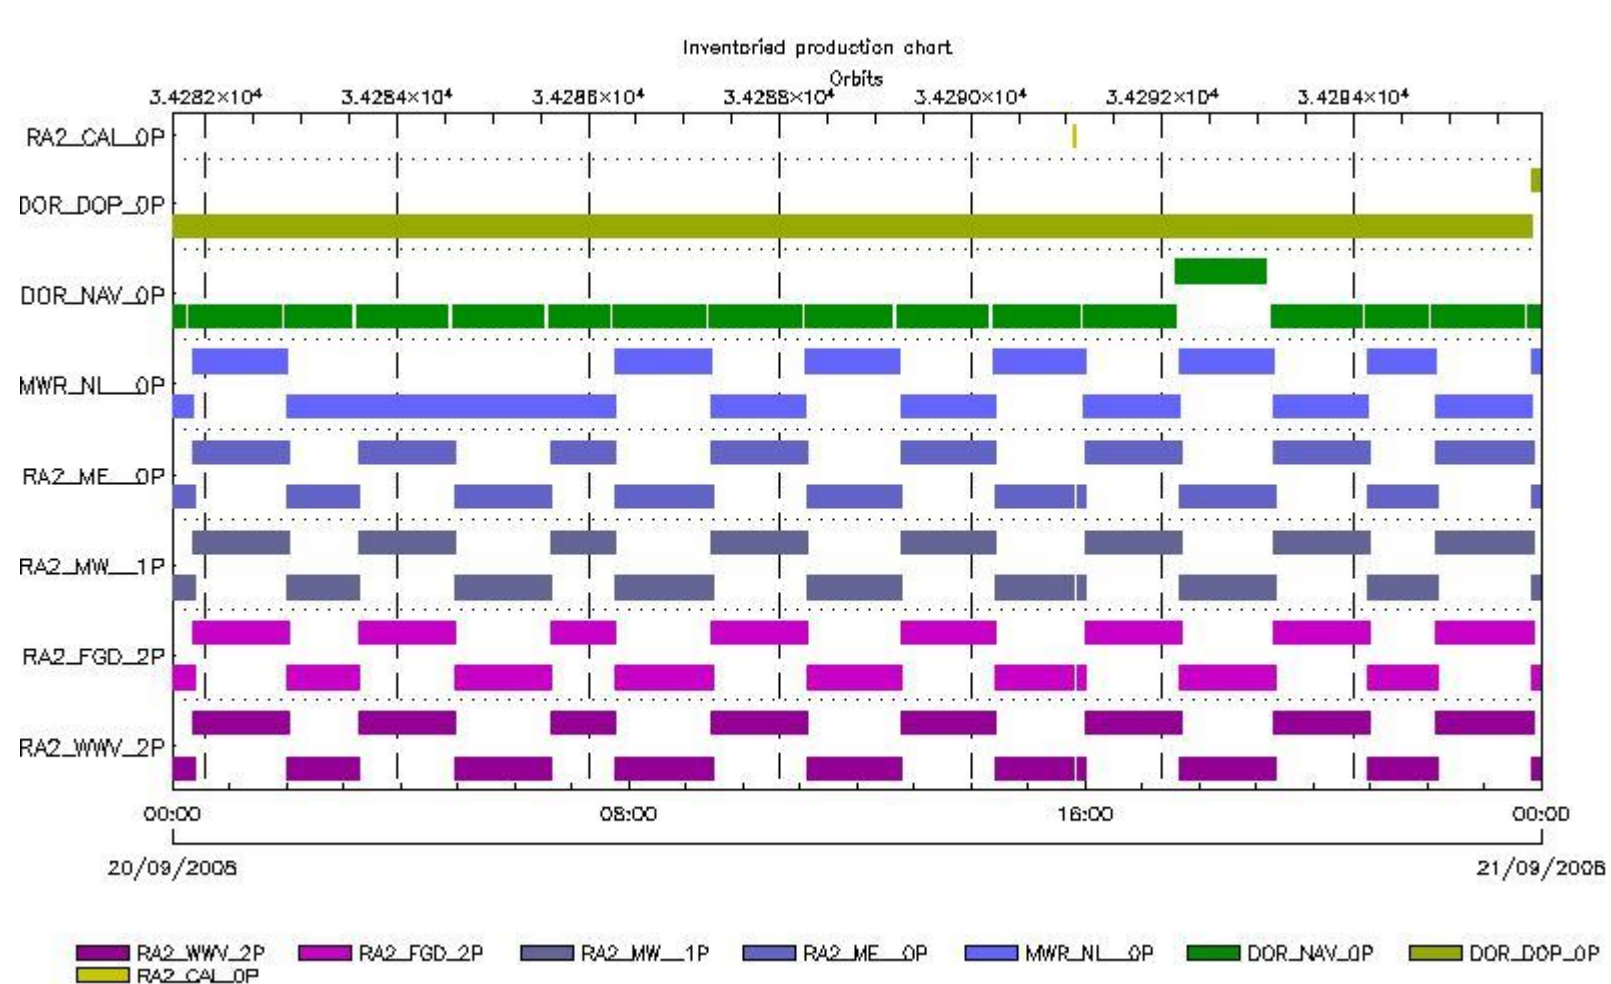 Inventoried production chart
Orbits
3.4282×10⁴ 3.4284×10⁴ 3.4286×10⁴ 3.4288×10⁴ 3.4290×10⁴ 3.4292×10⁴ 3.4294×10⁴
RA2_CAL_0P
DOR_DOP_0P
DOR_NAV_0P
MWR_NL__0P
RA2_ME__0P
RA2_MW__1P
RA2_FGD_2P
RA2_WWV_2P
00:00 08:00 16:00 00:00
20/09/2008 21/09/2008
RA2_WWV_2P RA2_FGD_2P RA2_MW__1P RA2_ME__0P MWR_NL__0P DOR_NAV_0P DOR_DOP_0P
RA2_CAL_0P